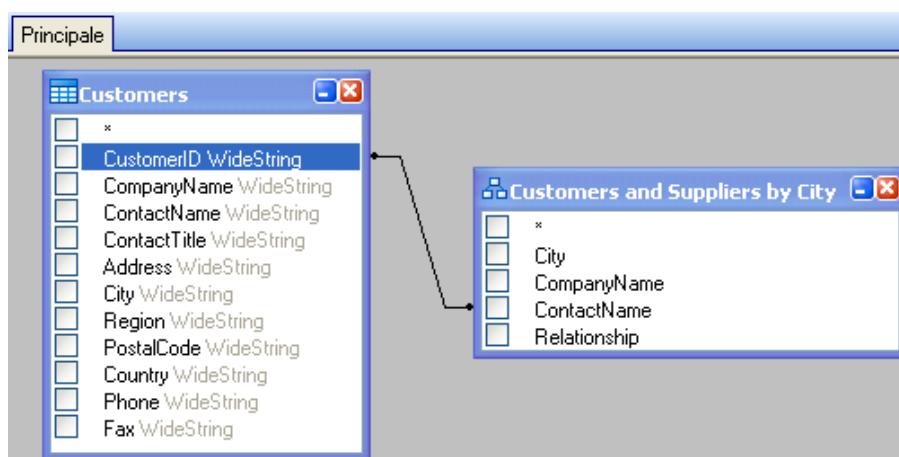 Principale
Customers
*
CustomerID WideString
CompanyName WideString
ContactName WideString
ContactTitle WideString
Address WideString
City WideString
Region WideString
PostalCode WideString
Country WideString
Phone WideString
Fax WideString
Customers and Suppliers by City
*
City
CompanyName
ContactName
Relationship